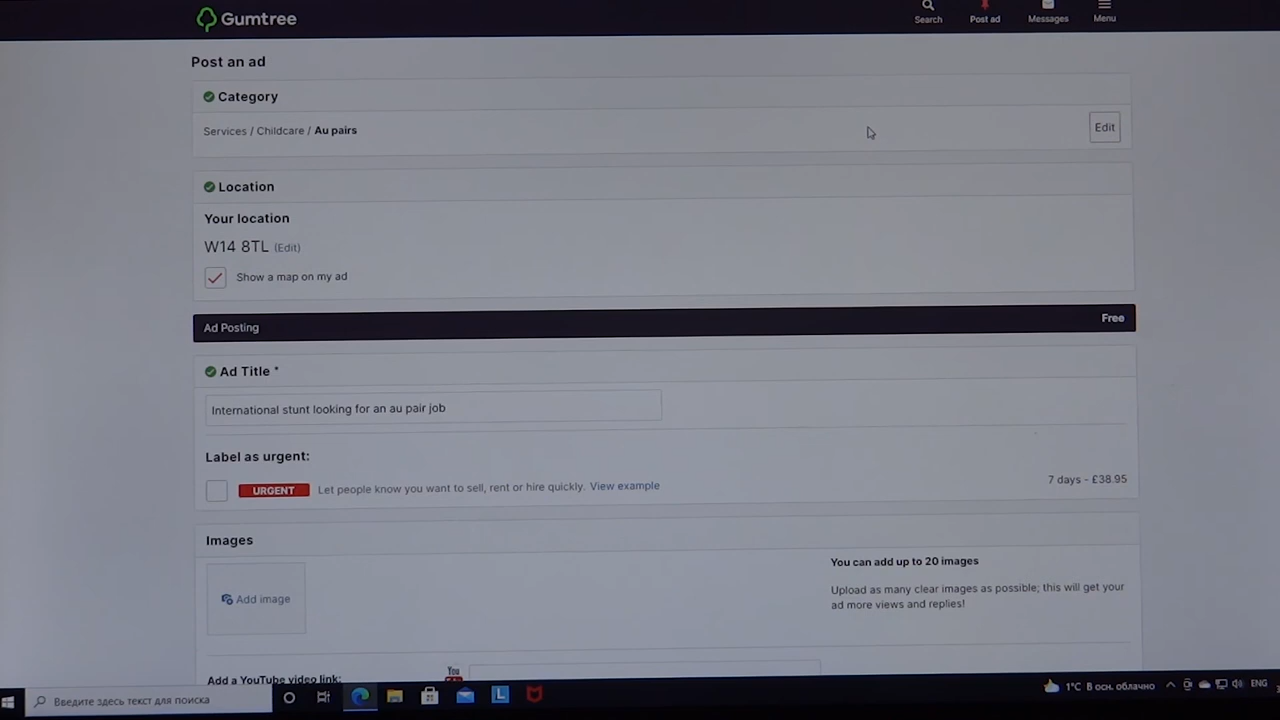 Gumtree
Search
Post ad
Messages
Menu
Post an ad
Category
Services / Childcare / Au pairs
Edit
Location
Your location
W14 8TL (Edit)
Show a map on my ad
Ad Posting
Free
Ad Title *
International stunt looking for an au pair job
Label as urgent:
URGENT Let people know you want to sell, rent or hire quickly. View example
7 days - £38.95
Images
You can add up to 20 images
Add image
Upload as many clear images as possible; this will get your
ad more views and replies!
Add a YouTube video link:
You
Введите здесь текст для поиска
L
1°C В осн. облачно
ENG